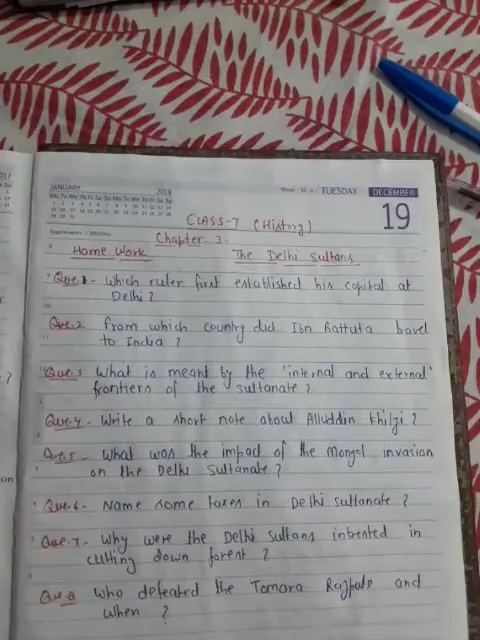 JANUARY 2018
Week - 51
TUESDAY
DECEMBER
19
CLASS-7 (History)
Appointments / Meetings
Chapter 3.
Home Work
The Delhi sultans
Que.1- Which ruler first established his capital at
Delhi ?
Que.2 from which country did Ibn Battuta travel
to India ?
Que.3 What is meant by the "internal and external"
frontiers of the sultanate ?
Que.4- Write a short note about Alluddin Khilzi ?
Que.5- What was the impact of the Mongol invasion
on the Delhi Sultanate ?
Que.6- Name some taxes in Delhi sultanate ?
Que.7- Why were the Delhi sultans intrested in
cutting down forest ?
Que.8 Who defeated the Tomara Rajputs and
when ?